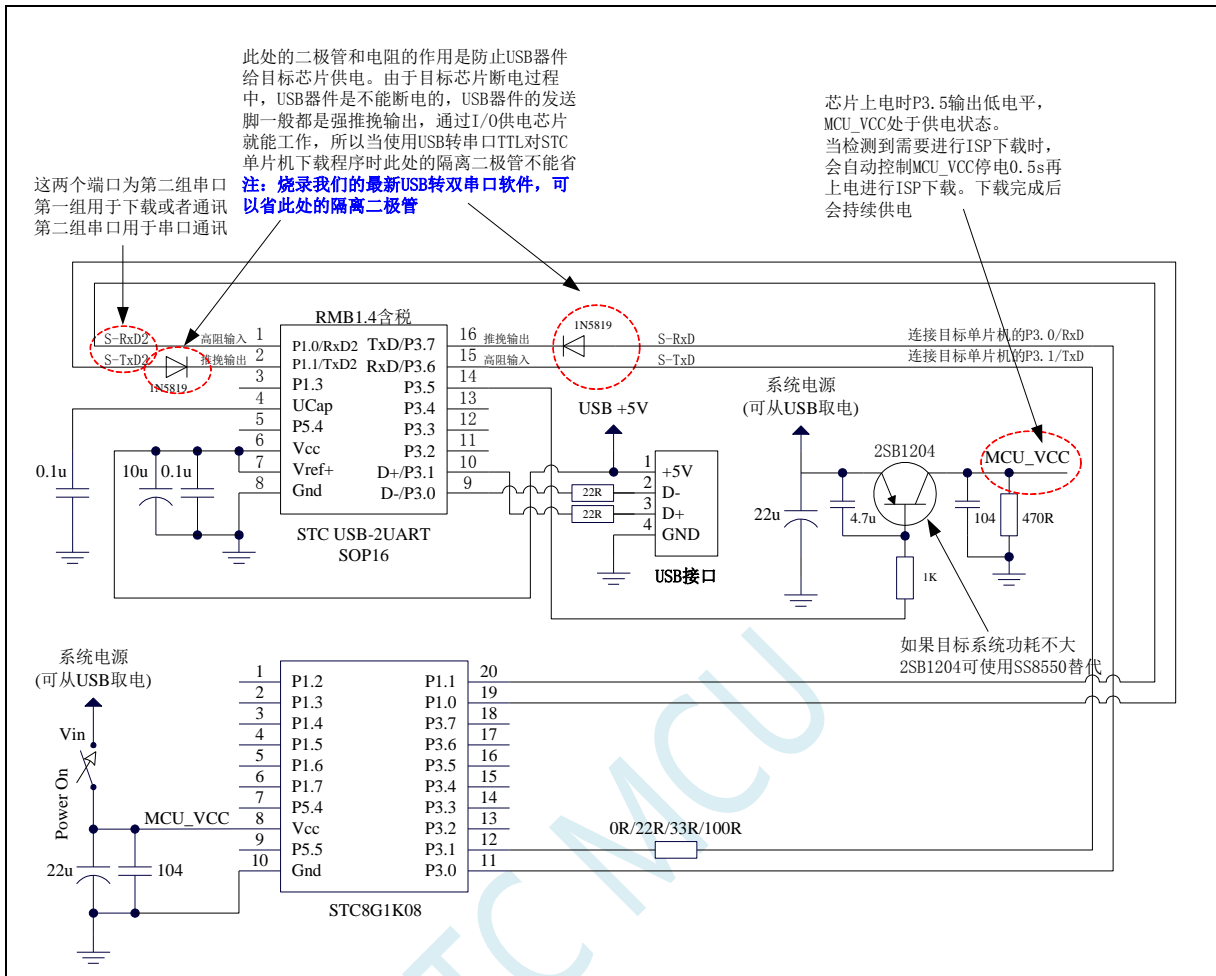 此处的二极管和电阻的作用是防止USB器件
给目标芯片供电。由于目标芯片断电过程
中，USB器件是不能断电的，USB器件的发送
脚一般都是强推挽输出，通过I/O供电芯片
就能工作，所以当使用USB转串口TTL对STC
单片机下载程序时此处的隔离二极管不能省
注：烧录我们的最新USB转双串口软件，可
以省此处的隔离二极管
芯片上电时P3.5输出低电平，
MCU_VCC处于供电状态。
当检测到需要进行ISP下载时，
会自动控制MCU_VCC停电0.5s再
上电进行ISP下载。下载完成后
会持续供电
这两个端口为第二组串口
第一组用于下载或者通讯
第二组串口用于串口通讯
RMB1.4含税
S-RxD2
高阻输入
1
P1.0/RxD2
TxD/P3.7
16
推挽输出
1N5819
S-RxD
连接目标单片机的P3.0/RxD
S-TxD2
1N5819
推挽输出
2
P1.1/TxD2
RxD/P3.6
15
高阻输入
S-TxD
连接目标单片机的P3.1/TxD
3
P1.3
P3.5
14
4
UCap
P3.4
13
5
P5.4
P3.3
12
6
Vcc
P3.2
11
7
Vref+
D+/P3.1
10
8
Gnd
D-/P3.0
9
STC USB-2UART
SOP16
0.1u
10u
0.1u
USB +5V
22R
22R
1
+5V
2
D-
3
D+
4
GND
USB接口
系统电源
(可从USB取电)
2SB1204
MCU_VCC
22u
4.7u
104
470R
1K
如果目标系统功耗不大
2SB1204可使用SS8550替代
系统电源
(可从USB取电)
Vin
Power On
MCU_VCC
22u
104
1
P1.2
P1.1
20
2
P1.3
P1.0
19
3
P1.4
P3.7
18
4
P1.5
P3.6
17
5
P1.6
P3.5
16
6
P1.7
P3.4
15
7
P5.4
P3.3
14
8
Vcc
P3.2
13
9
P5.5
P3.1
12
10
Gnd
P3.0
11
0R/22R/33R/100R
STC8G1K08
STC MCU